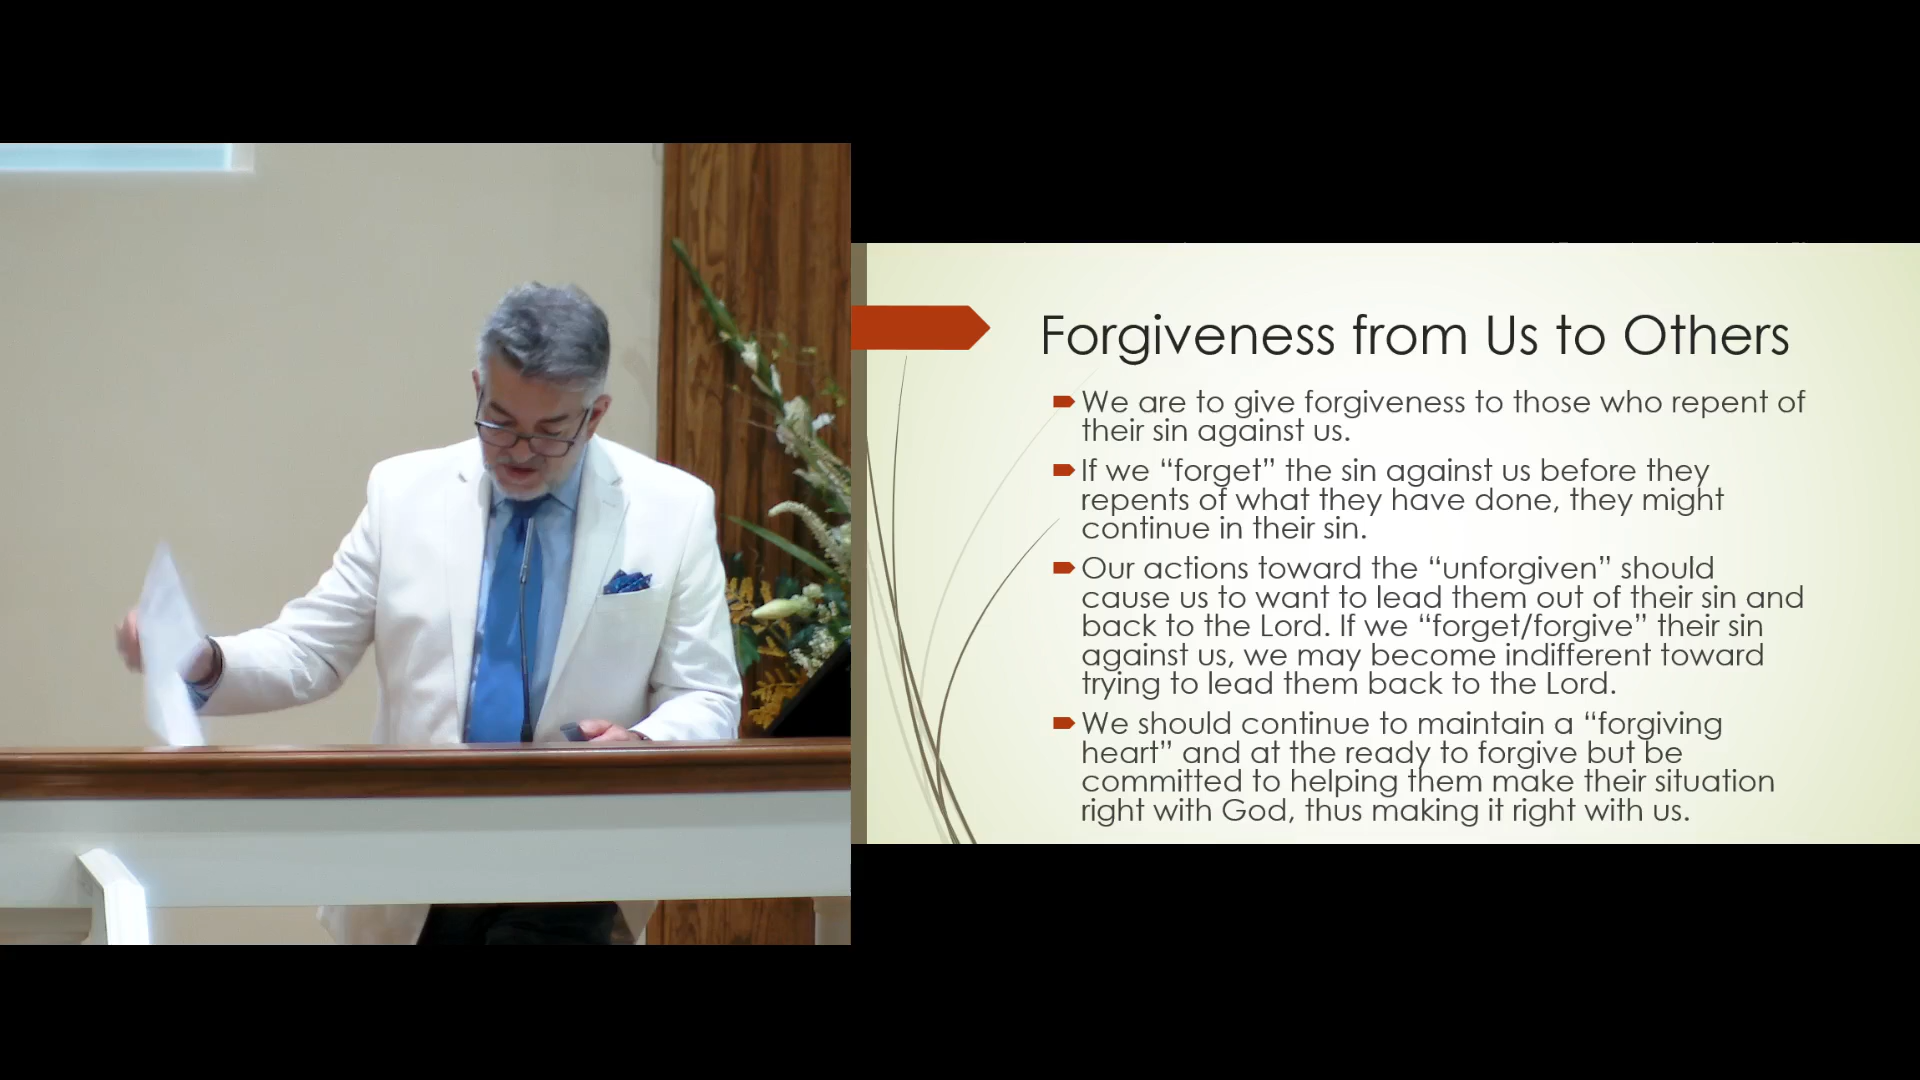 Forgiveness from Us to Others
We are to give forgiveness to those who repent of
their sin against us.
If we “forget” the sin against us before they
repents of what they have done, they might
continue in their sin.
Our actions toward the “unforgiven” should
cause us to want to lead them out of their sin and
back to the Lord. If we “forget/forgive” their sin
against us, we may become indifferent toward
trying to lead them back to the Lord.
We should continue to maintain a “forgiving
heart” and at the ready to forgive but be
committed to helping them make their situation
right with God, thus making it right with us.